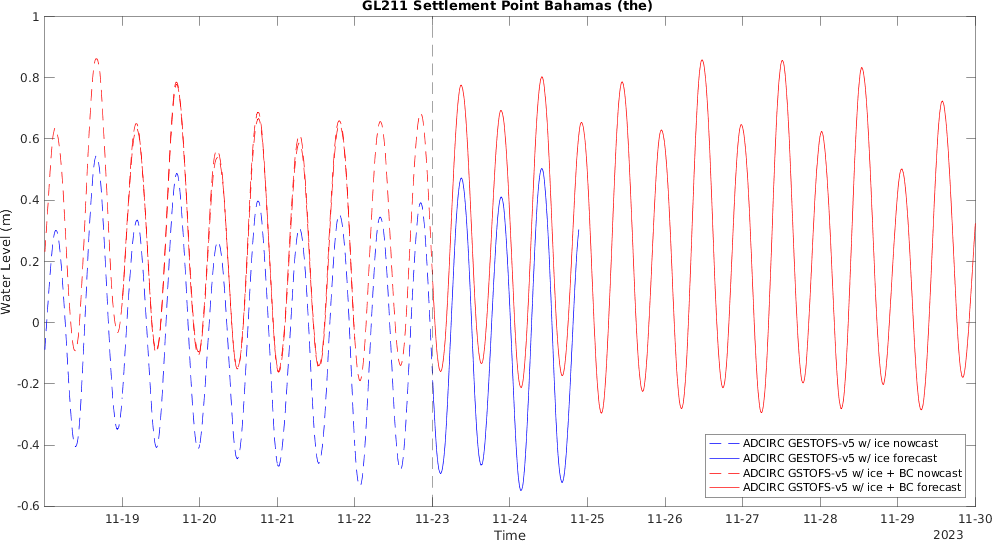 GL211 Settlement Point Bahamas (the)
1
0.8
0.6
0.4
0.2
0
-0.2
-0.4
-0.6
Water Level (m)
11-19 11-20 11-21 11-22 11-23 11-24 11-25 11-26 11-27 11-28 11-29 11-30
Time
2023
ADCIRC GESTOFS-v5 w/ ice nowcast
ADCIRC GESTOFS-v5 w/ ice forecast
ADCIRC GSTOFS-v5 w/ ice + BC nowcast
ADCIRC GSTOFS-v5 w/ ice + BC forecast